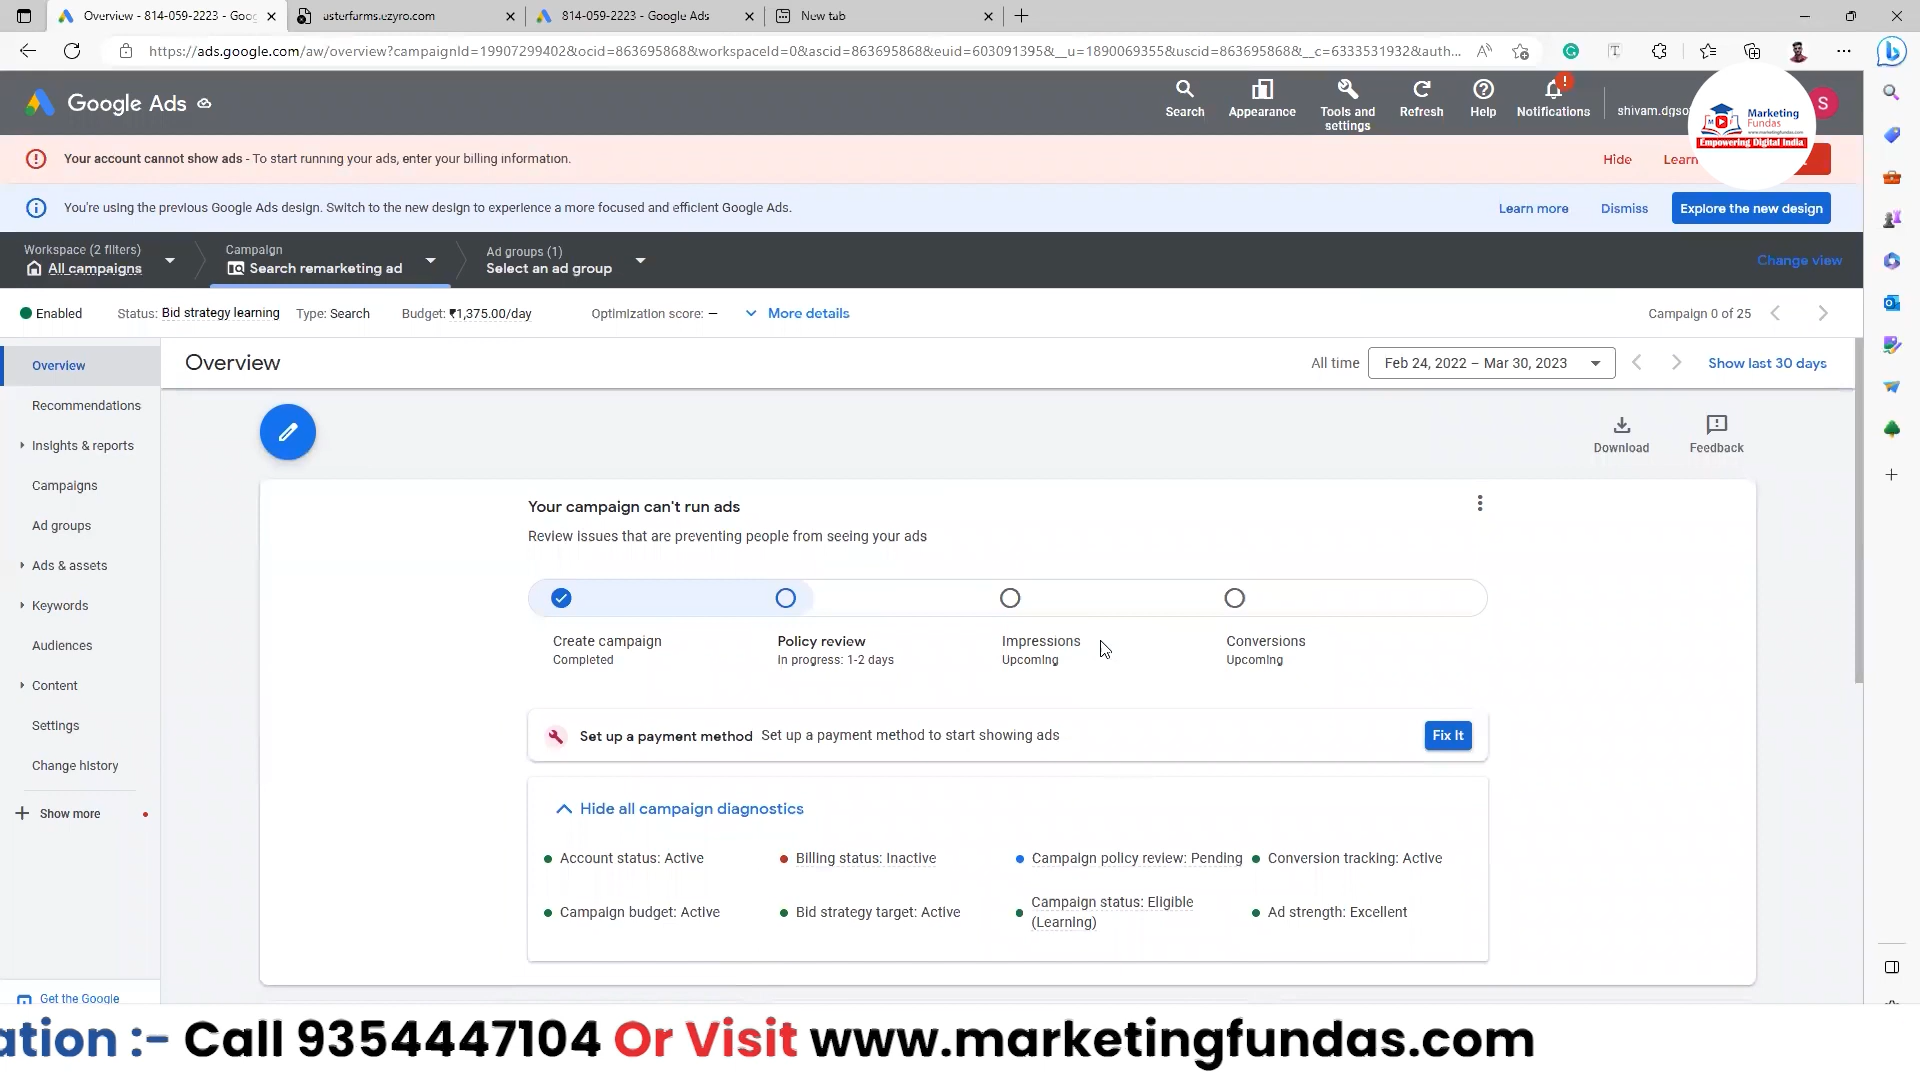 Overview - 814-059-2223 - Goog
asterfarms.ezyro.com
814-059-2223 - Google Ads
New tab
https://ads.google.com/aw/overview?campaignId=19907299402&ocid=863695868&workspaceId=0&ascid=863695868&euid=603091395&__u=1890069355&uscid=863695868&__c=6333531932&auth...
Google Ads
Search
Appearance
Tools and settings
Refresh
Help
Notifications
shivam.dgso
S
Marketing
Fundas
www.marketingfundas.com
Empowering Digital India
Your account cannot show ads - To start running your ads, enter your billing information.
Hide
Learn
You're using the previous Google Ads design. Switch to the new design to experience a more focused and efficient Google Ads.
Learn more
Dismiss
Explore the new design
Workspace (2 filters)
All campaigns
Campaign
Search remarketing ad
Ad groups (1)
Select an ad group
Change view
Enabled
Status: Bid strategy learning
Type: Search
Budget: ₹1,375.00/day
Optimization score: —
More details
Campaign 0 of 25
Overview
Recommendations
Insights & reports
Campaigns
Ad groups
Ads & assets
Keywords
Audiences
Content
Settings
Change history
Show more
Get the Google
Overview
All time
Feb 24, 2022 – Mar 30, 2023
Show last 30 days
Download
Feedback
Your campaign can't run ads
Review issues that are preventing people from seeing your ads
Create campaign
Completed
Policy review
In progress: 1-2 days
Impressions
Upcoming
Conversions
Upcoming
Set up a payment method Set up a payment method to start showing ads
Fix It
Hide all campaign diagnostics
Account status: Active
Billing status: Inactive
Campaign policy review: Pending
Conversion tracking: Active
Campaign budget: Active
Bid strategy target: Active
Campaign status: Eligible
(Learning)
Ad strength: Excellent
ation :- Call 9354447104 Or Visit www.marketingfundas.com